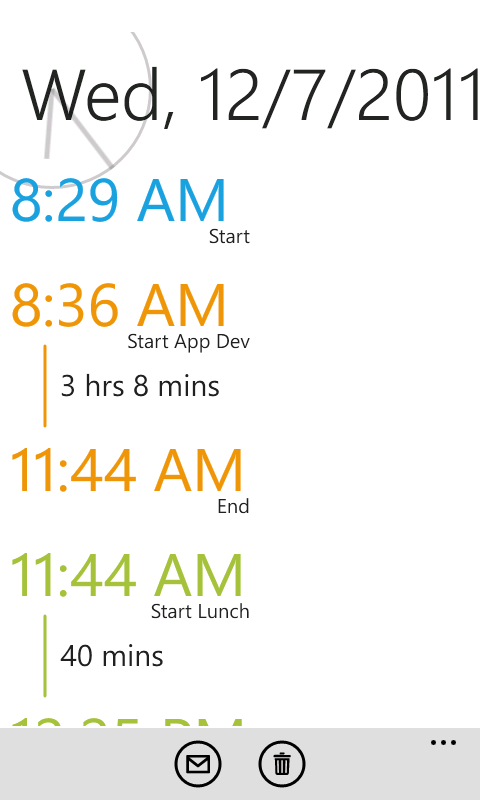 Wed, 12/7/2011
8:29 AM
Start
8:36 AM
Start App Dev
3 hrs 8 mins
11:44 AM
End
11:44 AM
Start Lunch
40 mins